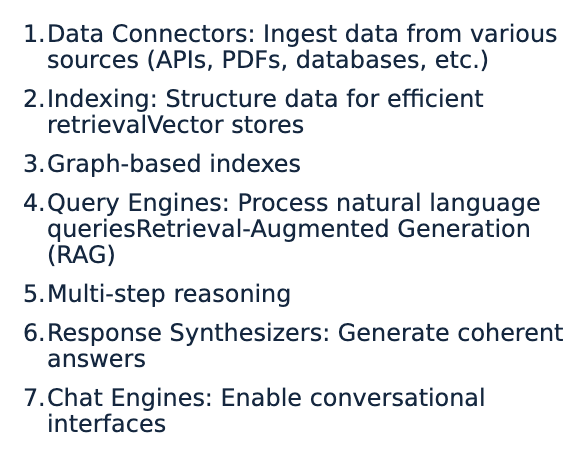 1.Data Connectors: Ingest data from various
sources (APIs, PDFs, databases, etc.)
2.Indexing: Structure data for efficient
retrievalVector stores
3.Graph-based indexes
4.Query Engines: Process natural language
queriesRetrieval-Augmented Generation
(RAG)
5.Multi-step reasoning
6.Response Synthesizers: Generate coherent
answers
7.Chat Engines: Enable conversational
interfaces